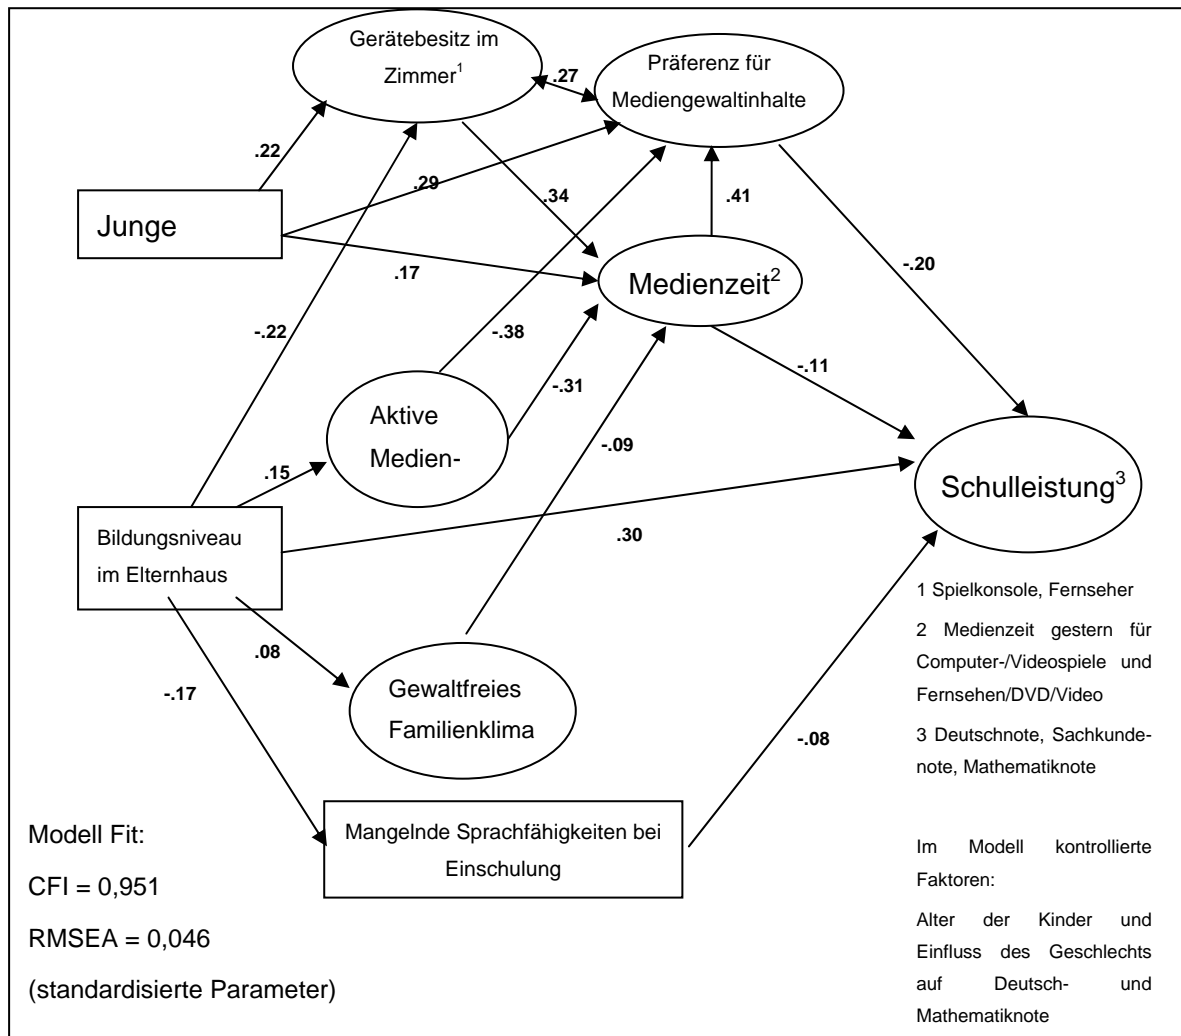 Gerätebesitz im
Zimmer¹
Präferenz für
Mediengewaltinhalte
.27
.22
.29
.34
.41
Junge
.17
Medienzeit²
-.20
-.22
-.38
-.11
Aktive
Medien-
-.31
-.09
.15
Schulleistung³
Bildungsniveau
im Elternhaus
.30
.08
-.17
Gewaltfreies
Familienklima
-.08
1 Spielkonsole, Fernseher
2 Medienzeit gestern für
Computer-/Videospiele und
Fernsehen/DVD/Video
3 Deutschnote, Sachkunde-
note, Mathematiknote
Mangelnde Sprachfähigkeiten bei
Einschulung
Modell Fit:
CFI = 0,951
RMSEA = 0,046
(standardisierte Parameter)
Im Modell kontrollierte
Faktoren:
Alter der Kinder und
Einfluss des Geschlechts
auf Deutsch- und
Mathematiknote